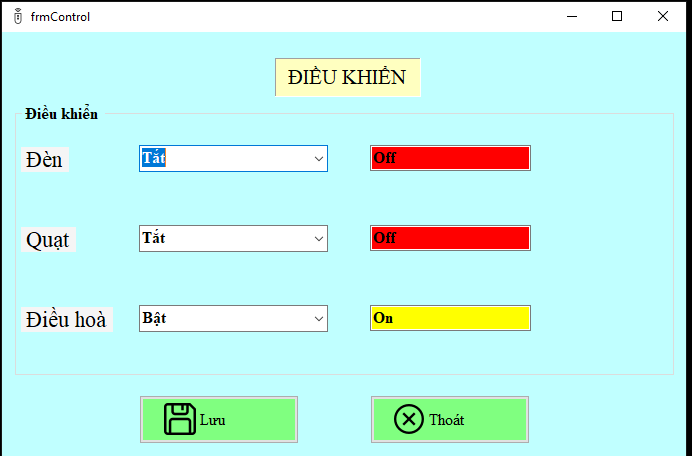 frmControl
ĐIỀU KHIỂN
Điều khiển
Đèn Tắt Off
Quạt Tắt Off
Điều hoà Bật On
Lưu Thoát